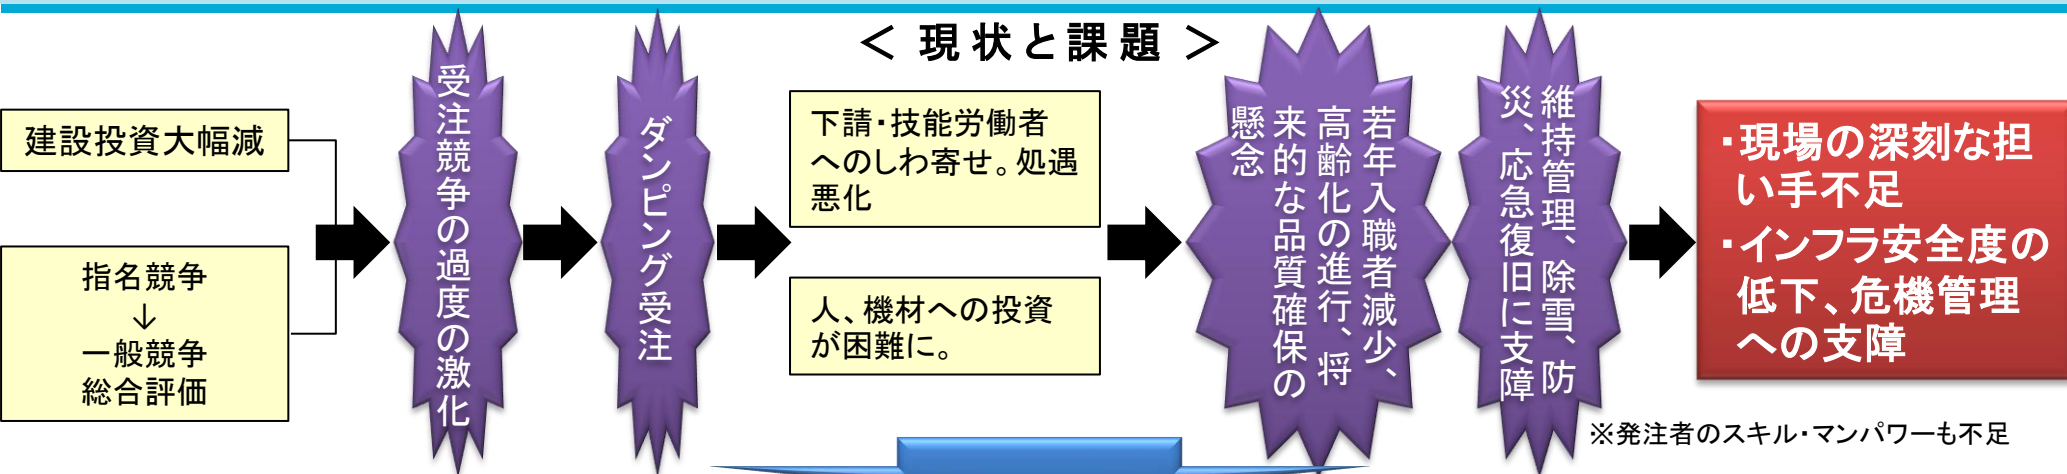 ＜ 現 状 と 課 題 ＞
建設投資大幅減
指名競争
↓
一般競争
総合評価
受注競争の過度の激化
ダンピング受注
下請・技能労働者
へのしわ寄せ。処遇
悪化
人、機材への投資
が困難に。
若年入職者減少、
高齢化の進行、将
来的な品質確保の
懸念
維持管理、除雪、防
災、応急復旧に支障
・現場の深刻な担
い手不足
・インフラ安全度の
低下、危機管理
への支障
※発注者のスキル・マンパワーも不足